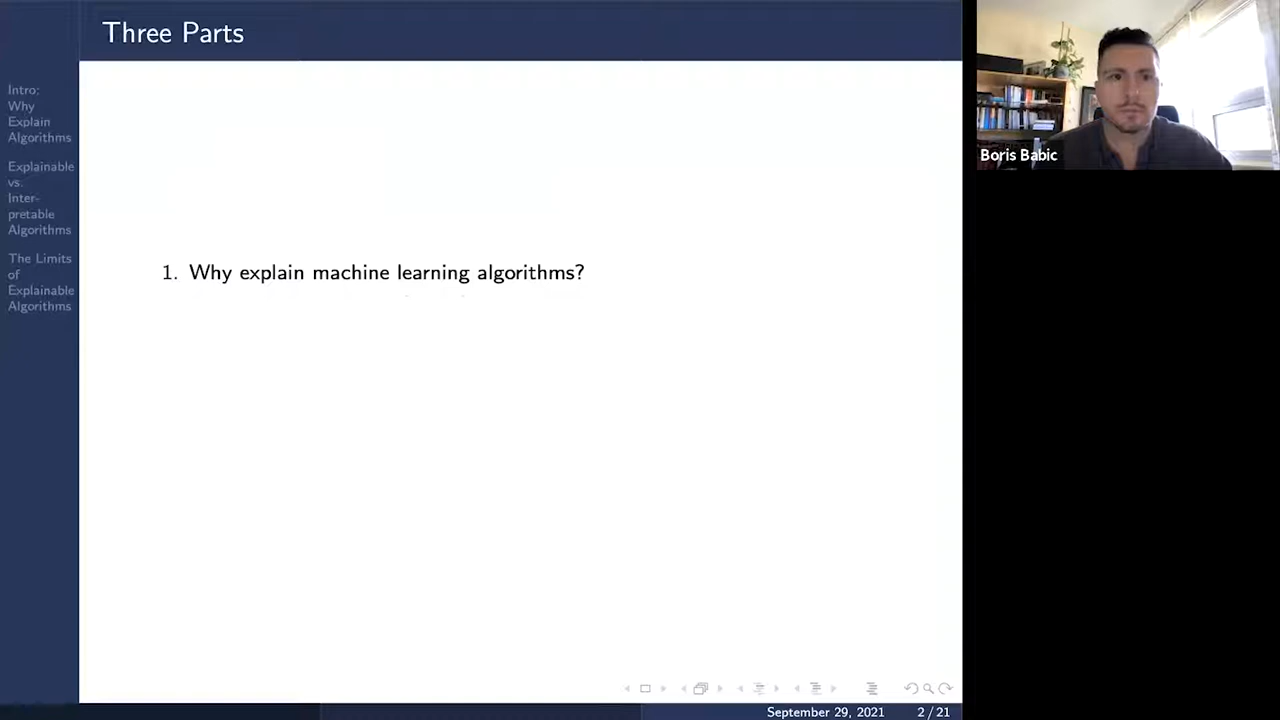 Three Parts
Intro:
Why
Explain
Algorithms
Explainable
vs.
Inter-
pretable
Algorithms
The Limits
of
Explainable
Algorithms
1. Why explain machine learning algorithms?
Boris Babic
September 29, 2021 2 / 21